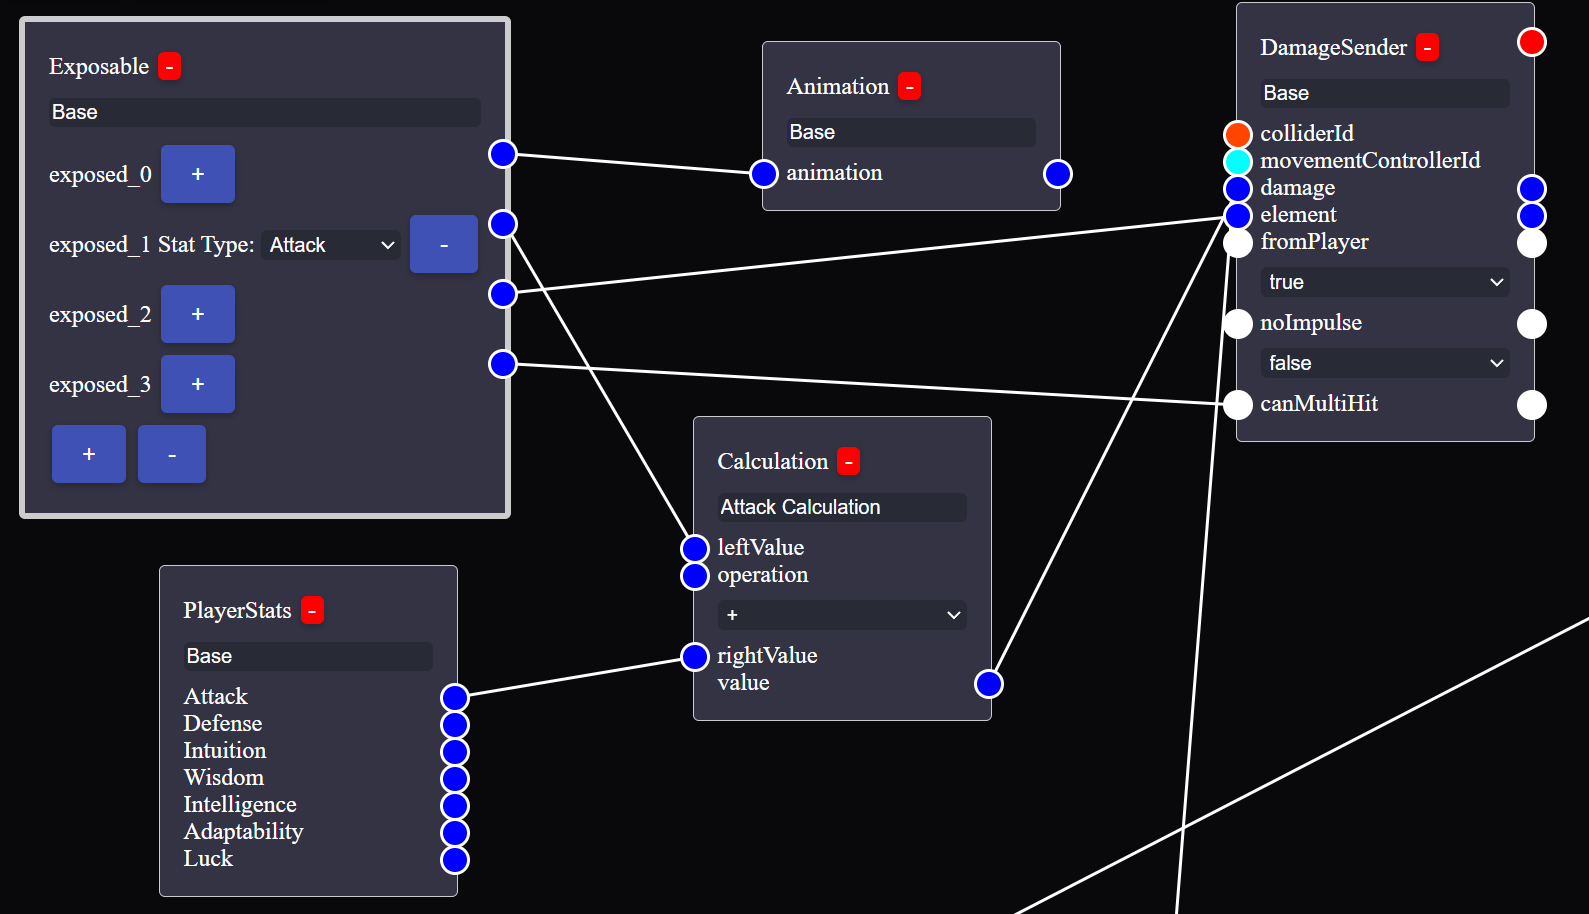 Exposable -
Base
exposed_0 +
exposed_1 Stat Type: Attack -
exposed_2 +
exposed_3 +
+ -
Animation -
Base
animation
DamageSender -
Base
colliderId
movementControllerId
damage
element
fromPlayer
true
noImpulse
false
canMultiHit
Calculation -
Attack Calculation
leftValue
operation
+
rightValue
value
PlayerStats -
Base
Attack
Defense
Intuition
Wisdom
Intelligence
Adaptability
Luck